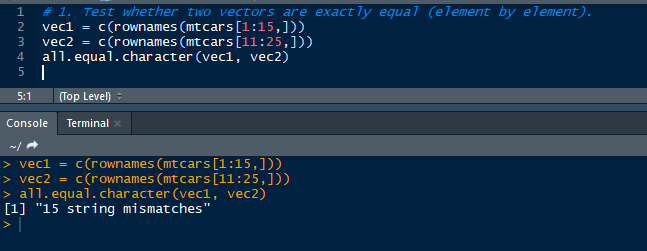 1 # 1. Test whether two vectors are exactly equal (element by element).
2 vec1 = c(rownames(mtcars[1:15,]))
3 vec2 = c(rownames(mtcars[11:25,]))
4 all.equal.character(vec1, vec2)
5
5:1 (Top Level)
Console Terminal ×
~/
> vec1 = c(rownames(mtcars[1:15,]))
> vec2 = c(rownames(mtcars[11:25,]))
> all.equal.character(vec1, vec2)
[1] "15 string mismatches"
>